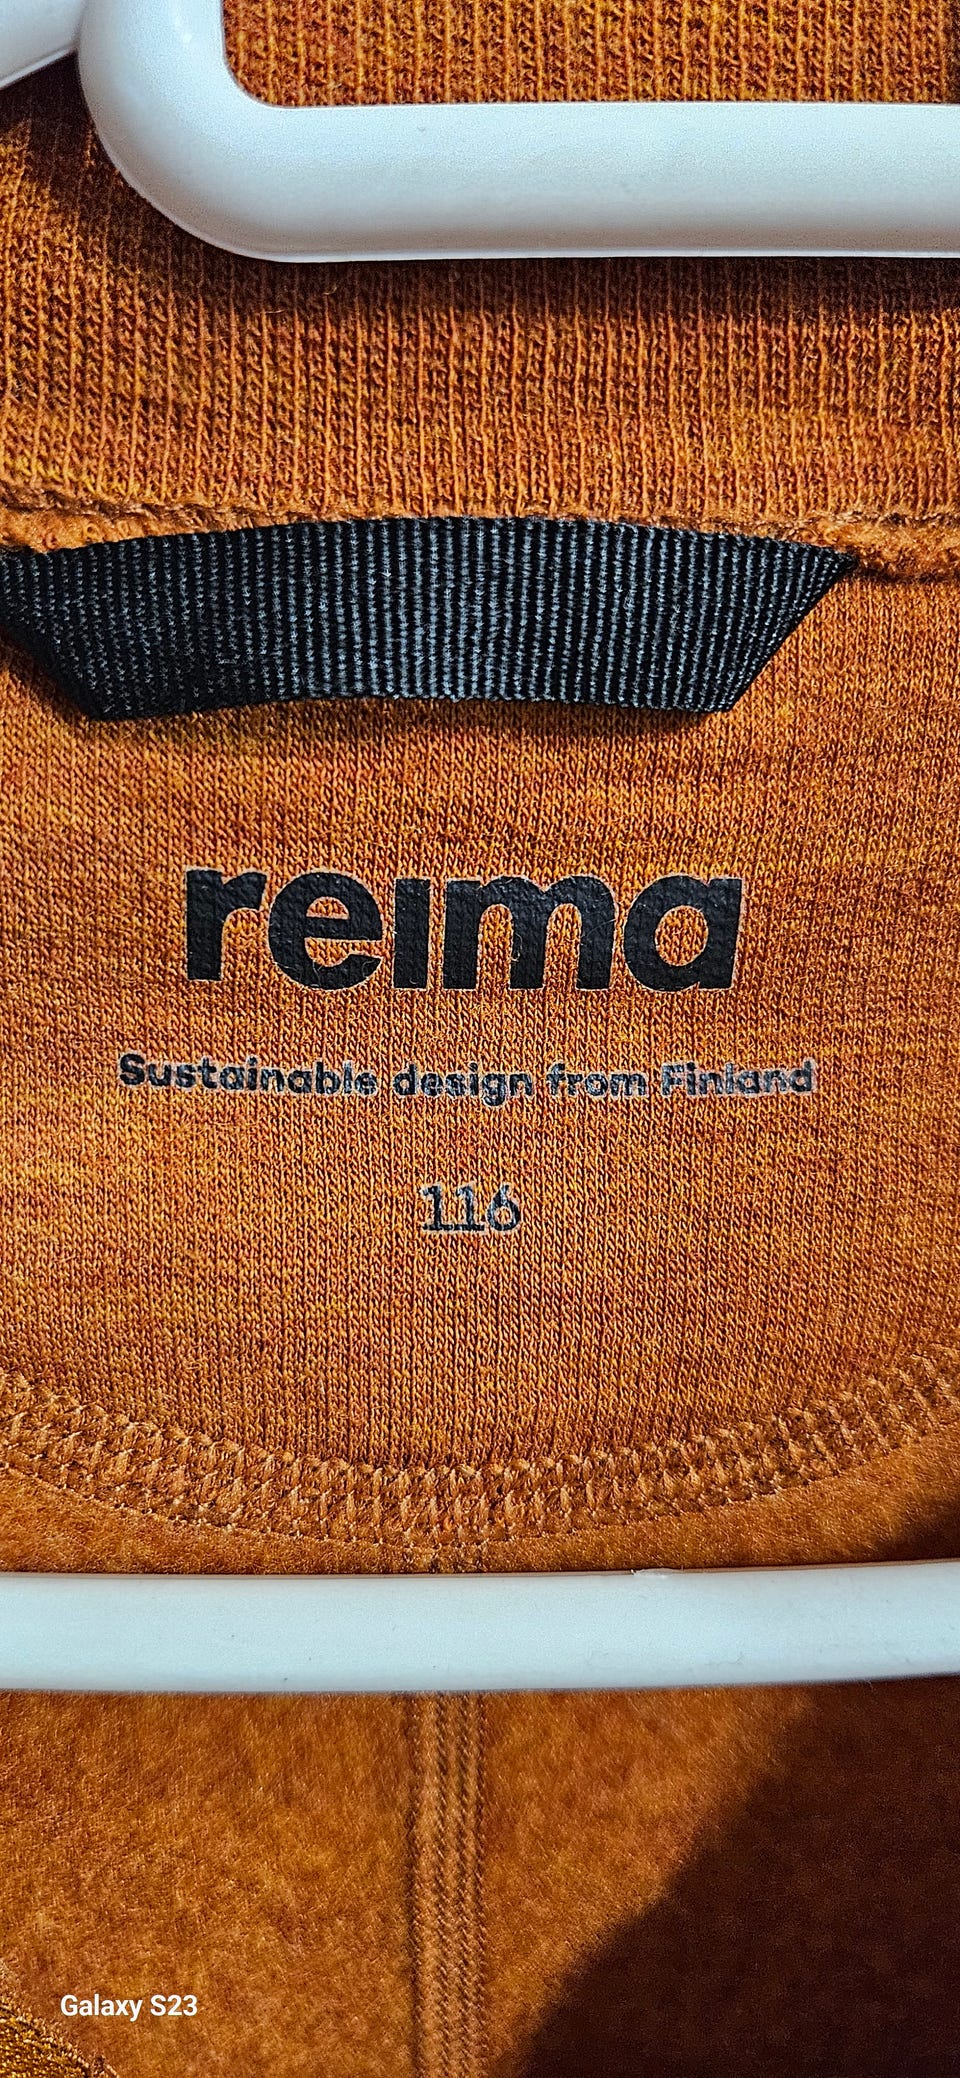 reima
Sustainable design from Finland
116
Galaxy S23